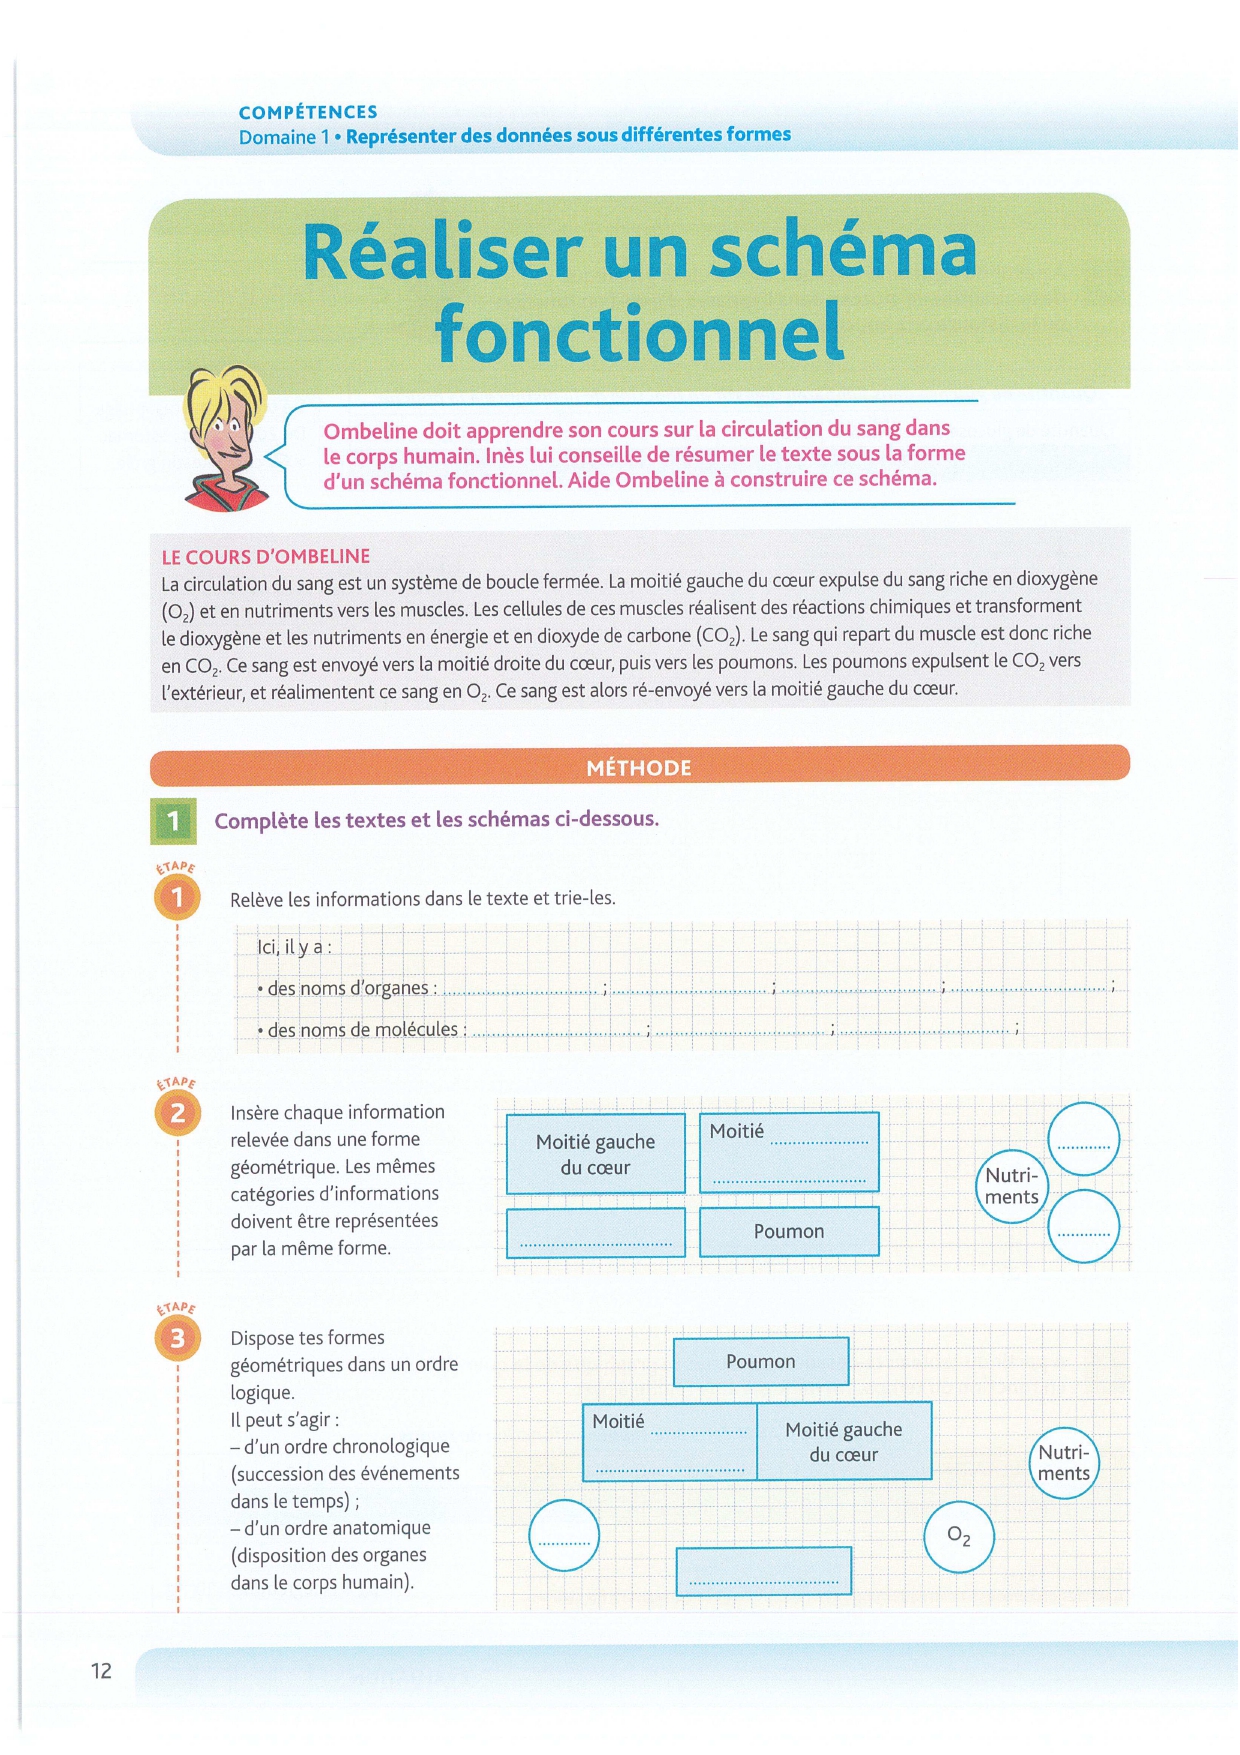 COMPÉTENCES
Domaine 1 • Représenter des données sous différentes formes
Réaliser un schéma
fonctionnel
Ombeline doit apprendre son cours sur la circulation du sang dans
le corps humain. Inès lui conseille de résumer le texte sous la forme
d'un schéma fonctionnel. Aide Ombeline à construire ce schéma.
LE COURS D'OMBELINE
La circulation du sang est un système de boucle fermée. La moitié gauche du cœur expulse du sang riche en dioxygène
(O₂) et en nutriments vers les muscles. Les cellules de ces muscles réalisent des réactions chimiques et transforment
le dioxygène et les nutriments en énergie et en dioxyde de carbone (CO₂). Le sang qui repart du muscle est donc riche
en CO₂. Ce sang est envoyé vers la moitié droite du cœur, puis vers les poumons. Les poumons expulsent le CO₂ vers
l'extérieur, et réalimentent ce sang en O₂. Ce sang est alors ré-envoyé vers la moitié gauche du cœur.
MÉTHODE
1 Complète les textes et les schémas ci-dessous.
ÉTAPE
1
Relève les informations dans le texte et trie-les.
Ici, il y a :
• des noms d'organes : .............................. ; .............................. ; .............................. ; .............................. ;
• des noms de molécules : .............................. ; .............................. ; .............................. ;
ÉTAPE
2
Insère chaque information
relevée dans une forme
géométrique. Les mêmes
catégories d'informations
doivent être représentées
par la même forme.
Moitié gauche
du cœur
Moitié ....................
..............................
..............................
Poumon
Nutri-
ments
...........
...........
ÉTAPE
3
Dispose tes formes
géométriques dans un ordre
logique.
Il peut s'agir :
– d'un ordre chronologique
(succession des événements
dans le temps) ;
– d'un ordre anatomique
(disposition des organes
dans le corps humain).
Poumon
Moitié ....................
..............................
Moitié gauche
du cœur
Nutri-
ments
...........
O₂
..............................
12